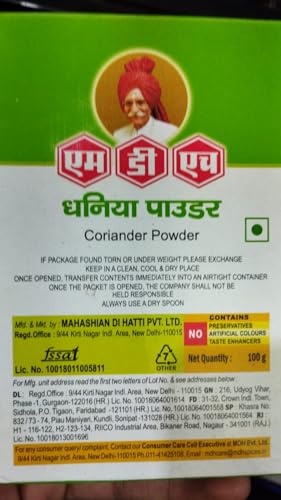 एम डी एच
धनिया पाउडर
Coriander Powder
IF PACKAGE FOUND TORN OR UNDER WEIGHT PLEASE EXCHANGE
KEEP IN A CLEAN, COOL & DRY PLACE
ONCE OPENED, TRANSFER CONTENTS IMMEDIATELY INTO AN AIRTIGHT CONTAINER
ONCE THE PACKET IS OPENED, THE COMPANY SHALL NOT BE
HELD RESPONSIBLE
ALWAYS USE A DRY SPOON
Mfd. & Mkt. by : MAHASHIAN DI HATTI PVT. LTD.
Regd.Office : 9/44 Kirti Nagar Indl. Area, New Delhi-110015
fssai
Lic. No. 10018011005811
7
OTHER
CONTAINS
NO
PRESERVATIVES
ARTIFICIAL COLOURS
TASTE ENHANCERS
Net Quantity : 100 g
For Mfg. unit address read the first two letters of Lot No. & see addresses below :
DL : Regd. Off. 9/44 Kirti Nagar Indl. Area, New Delhi - 110015 GN : 216, Udyog Vihar,
Phase -1, Gurgaon-122016 (HR.) Lic. No. 10018064001614 FD : 31-32, Crown Indl. Town,
Sidhola, P.O. Tigaon, Faridabad -121101 (HR.) Lic. No. 10018064001558 SP : Khasra No:
832 / 73 - 74, Piau Maniyari, Kundli, Sonipat -131028 (HR.) Lic. No. 10018064001564 RJ :
H1 - 116-122, H2-123-134, RIICO Industrial Area, Bikaner Road, Nagaur - 341001 (RAJ.)
Lic. No. 10018013001696
For any consumer query/complaint, Contact our Consumer Care Cell Executive at MDH Pvt. Ltd.
9/44 Kirti Nagar Indl. Area, New Delhi-110015 Ph.011-41425106, Email : mdhcare@mdhspices.in